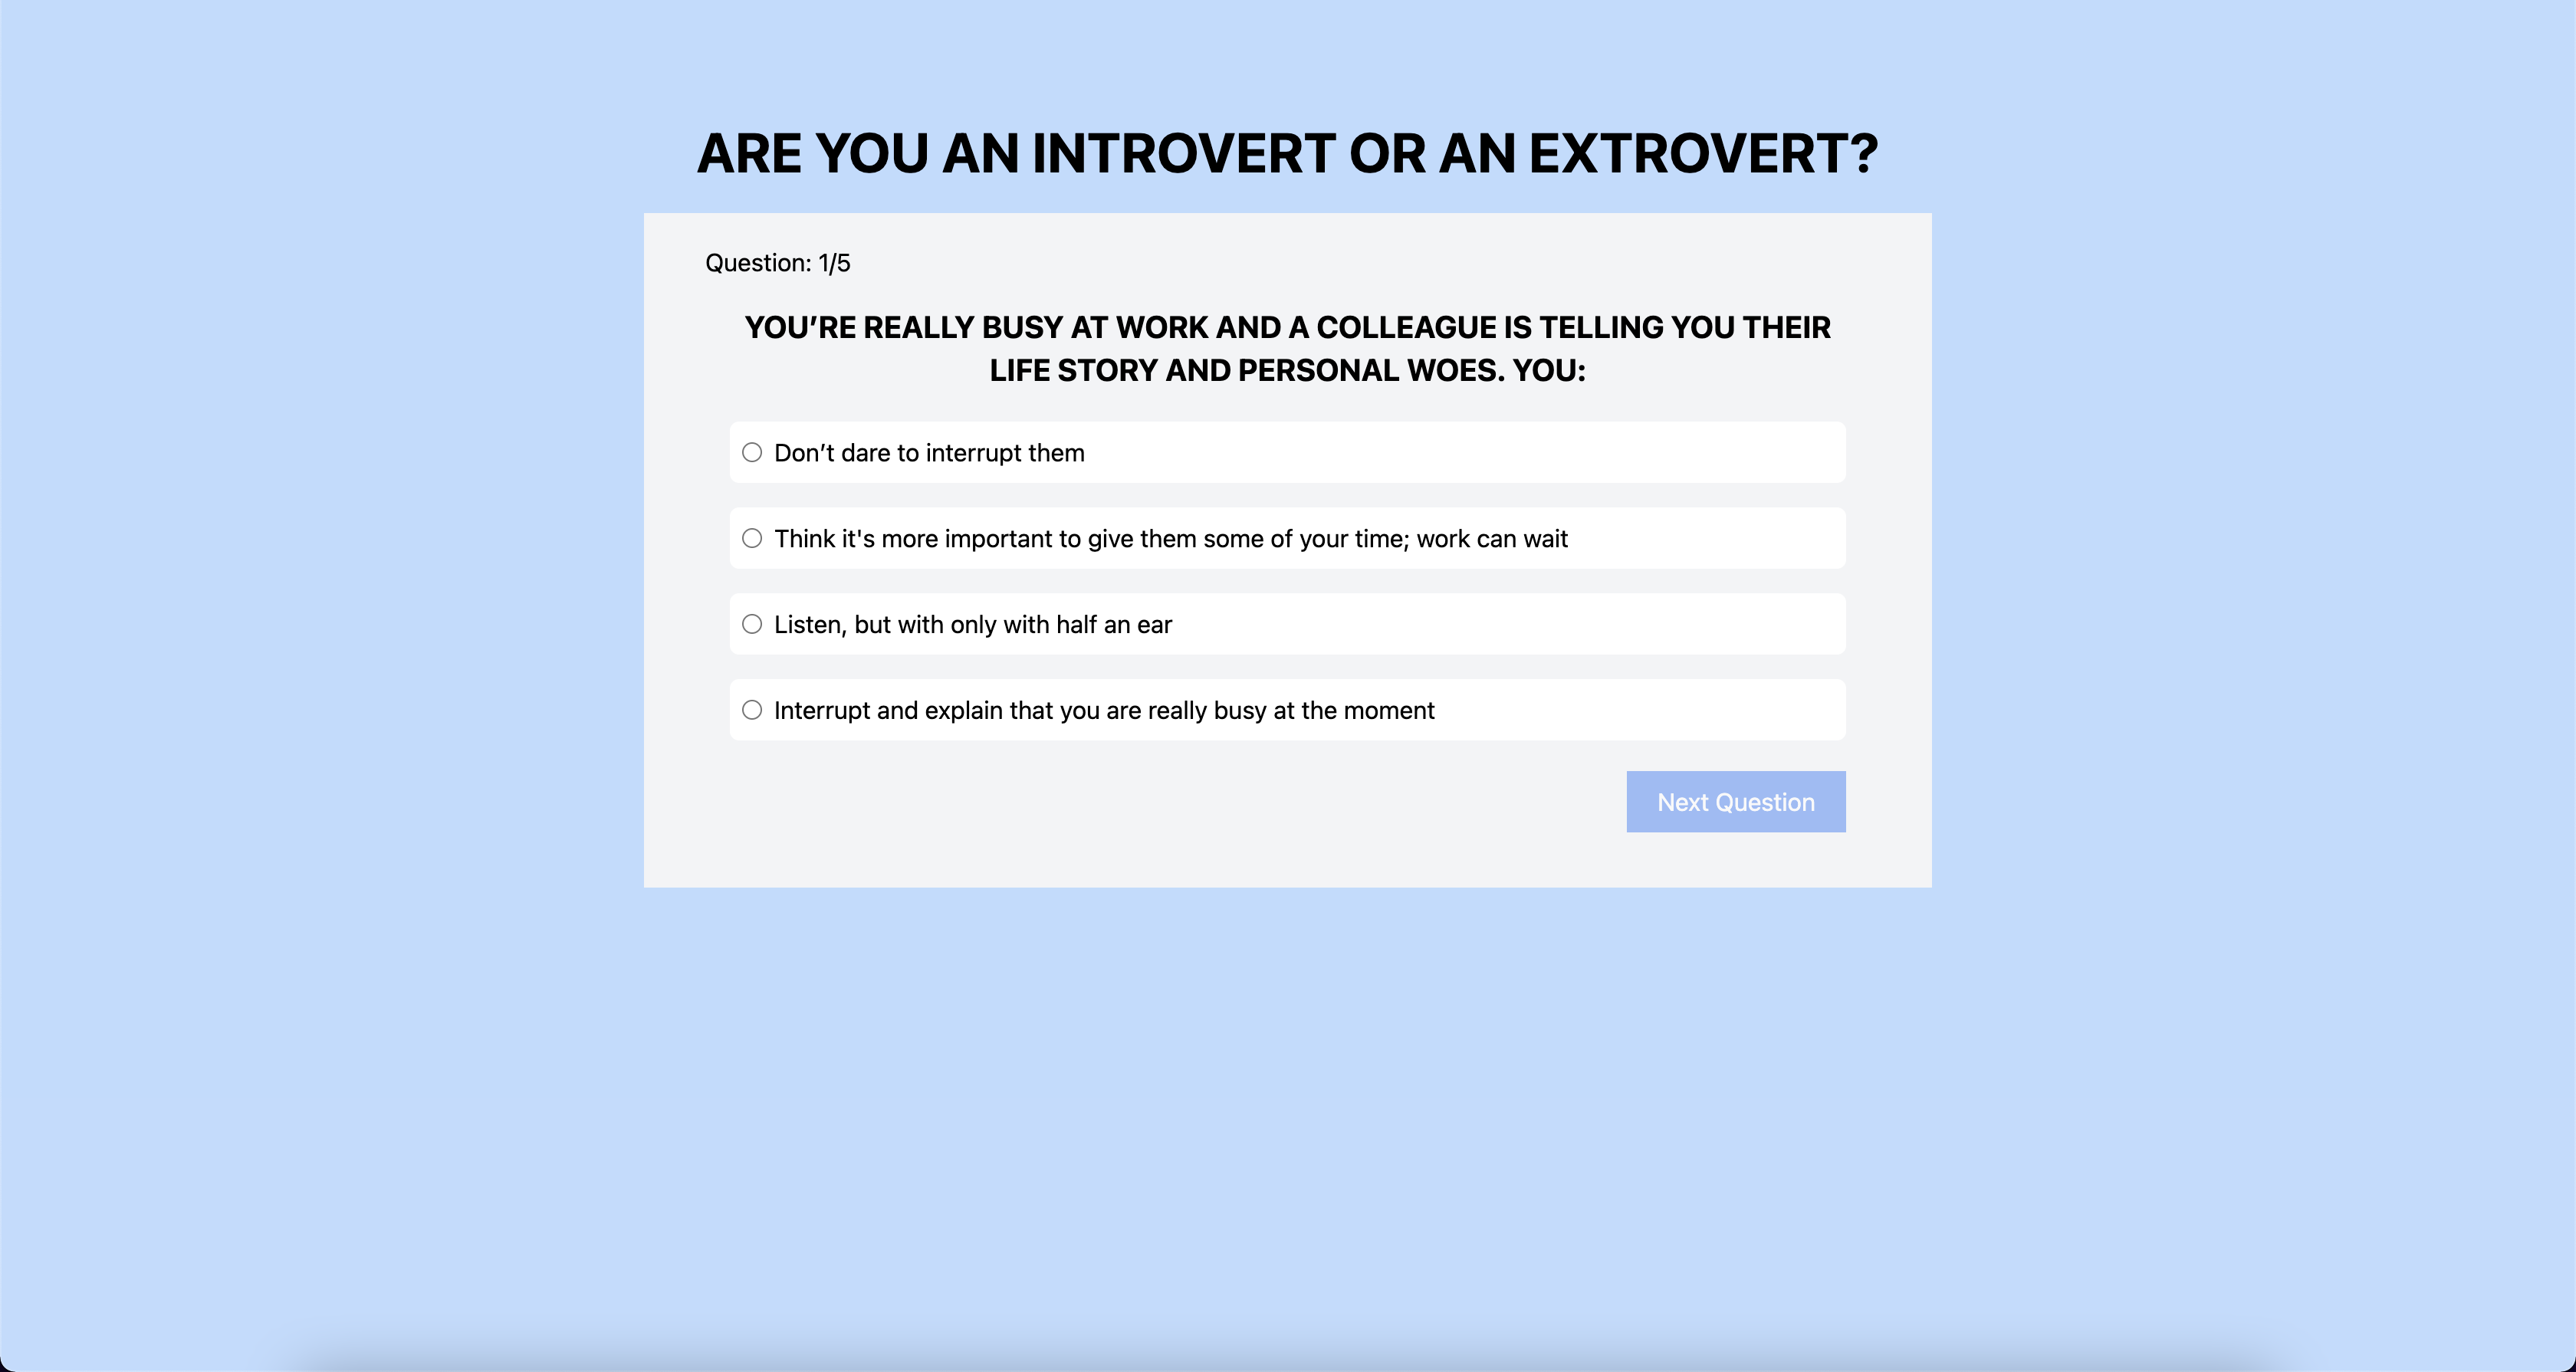 ARE YOU AN INTROVERT OR AN EXTROVERT?
Question: 1/5
YOU’RE REALLY BUSY AT WORK AND A COLLEAGUE IS TELLING YOU THEIR
LIFE STORY AND PERSONAL WOES. YOU:
Don’t dare to interrupt them
Think it's more important to give them some of your time; work can wait
Listen, but with only with half an ear
Interrupt and explain that you are really busy at the moment
Next Question